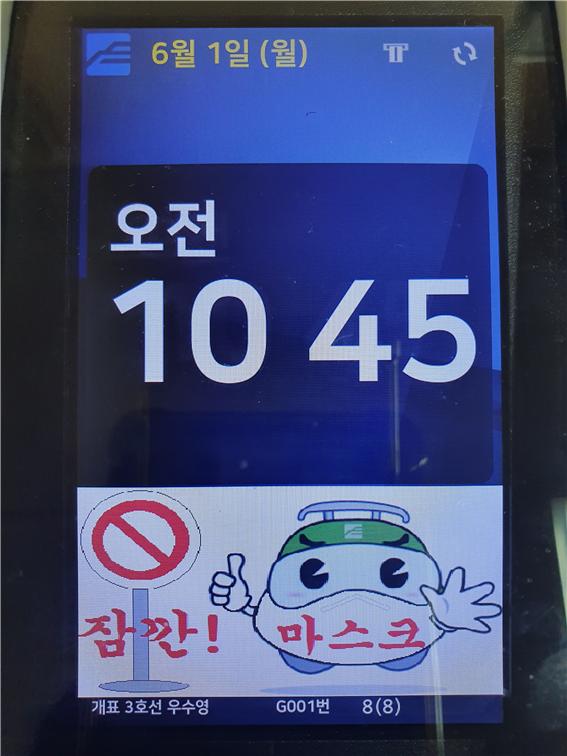 6월 1일 (월)
오전
10 45
잠깐!
마스크
개표 3호선 우수영 G001번 8(8)